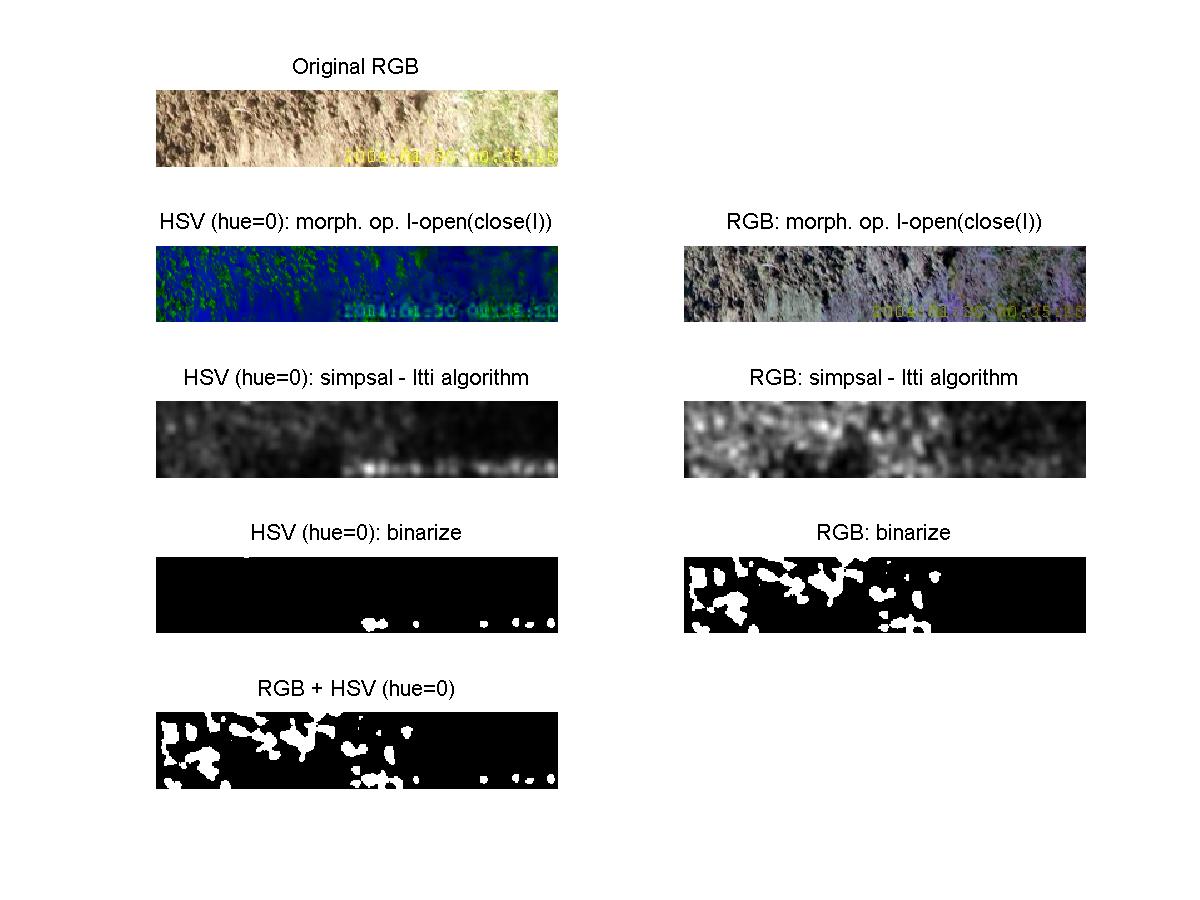 Original RGB
HSV (hue=0): morph. op. I-open(close(I))
RGB: morph. op. I-open(close(I))
HSV (hue=0): simpsal - Itti algorithm
RGB: simpsal - Itti algorithm
HSV (hue=0): binarize
RGB: binarize
RGB + HSV (hue=0)